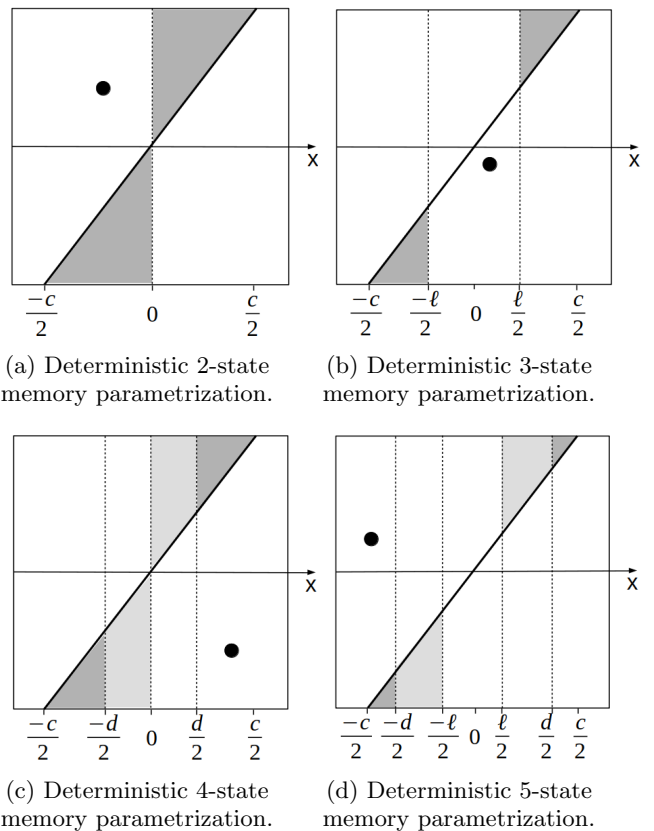 x
x
-c/2 0 c/2
-c/2 -ℓ/2 0 ℓ/2 c/2
(a) Deterministic 2-state
memory parametrization.
(b) Deterministic 3-state
memory parametrization.
x
x
-c/2 -d/2 0 d/2 c/2
-c/2 -d/2 -ℓ/2 0 ℓ/2 d/2 c/2
(c) Deterministic 4-state
memory parametrization.
(d) Deterministic 5-state
memory parametrization.